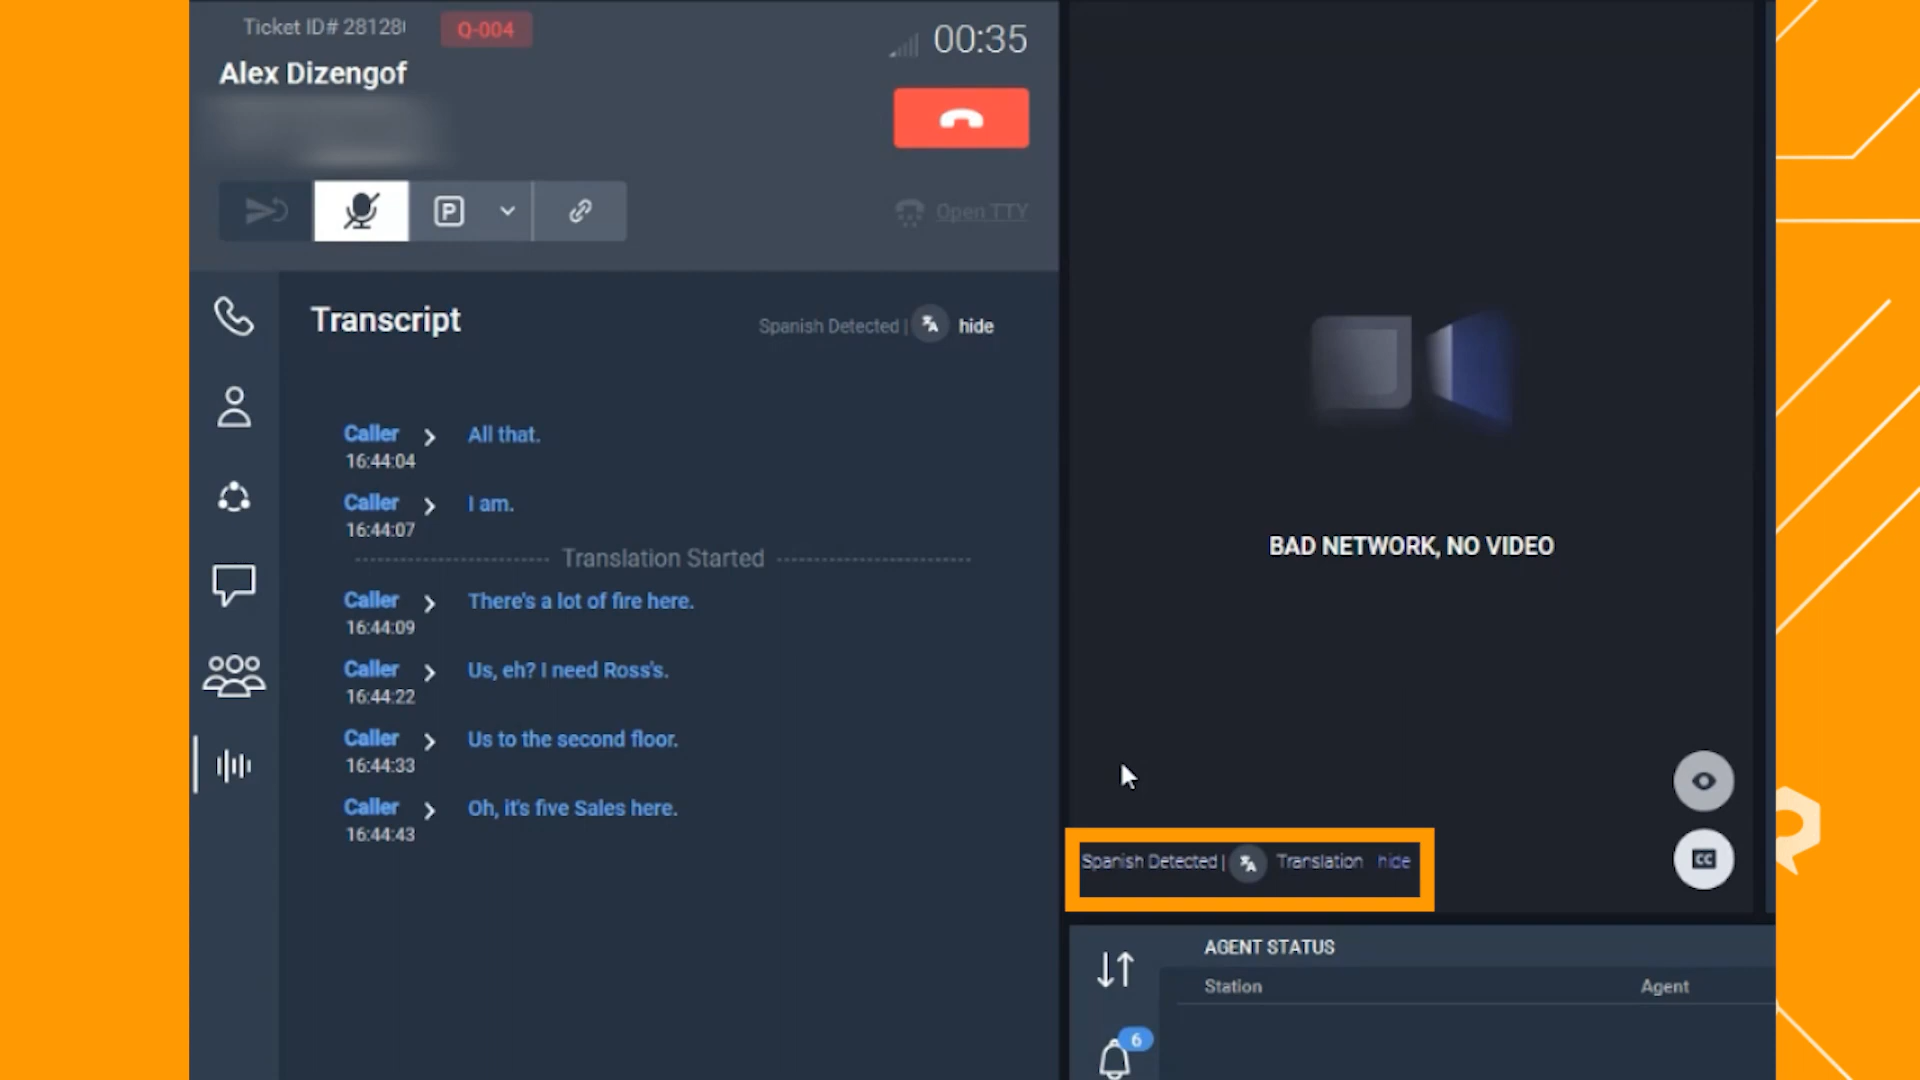 Ticket ID# 28128
Q-004
00:35
Alex Dizengof
P
Open TTY
Transcript
Spanish Detected | hide
Caller > All that.
16:44:04
Caller > I am.
16:44:07
Translation Started
Caller > There's a lot of fire here.
16:44:09
Caller > Us, eh? I need Ross's.
16:44:22
Caller > Us to the second floor.
16:44:33
Caller > Oh, it's five Sales here.
16:44:43
BAD NETWORK, NO VIDEO
Spanish Detected | Translation hide
CC
AGENT STATUS
Station Agent
6